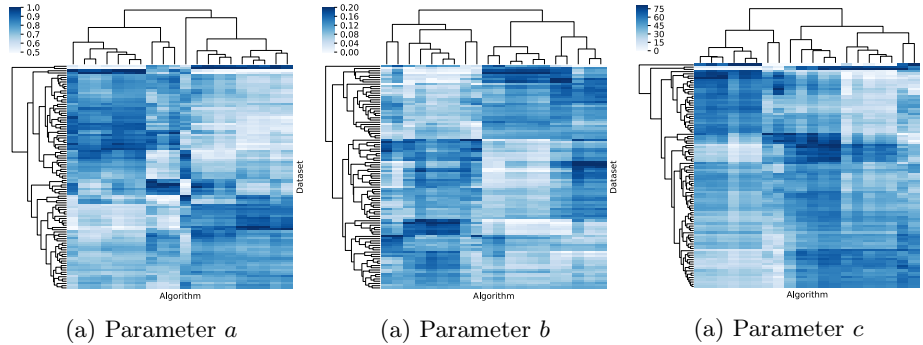 1.0
0.9
0.8
0.7
0.6
0.5
Dataset
Algorithm
(a) Parameter a
0.20
0.16
0.12
0.08
0.04
0.00
Dataset
Algorithm
(a) Parameter b
75
60
45
30
15
0
Algorithm
(a) Parameter c